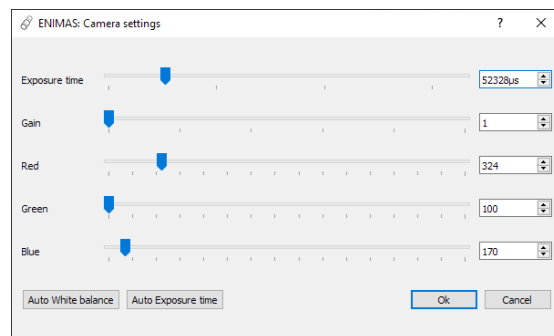 ENIMAS: Camera settings
Exposure time 52328µs
Gain 1
Red 324
Green 100
Blue 170
Auto White balance Auto Exposure time Ok Cancel